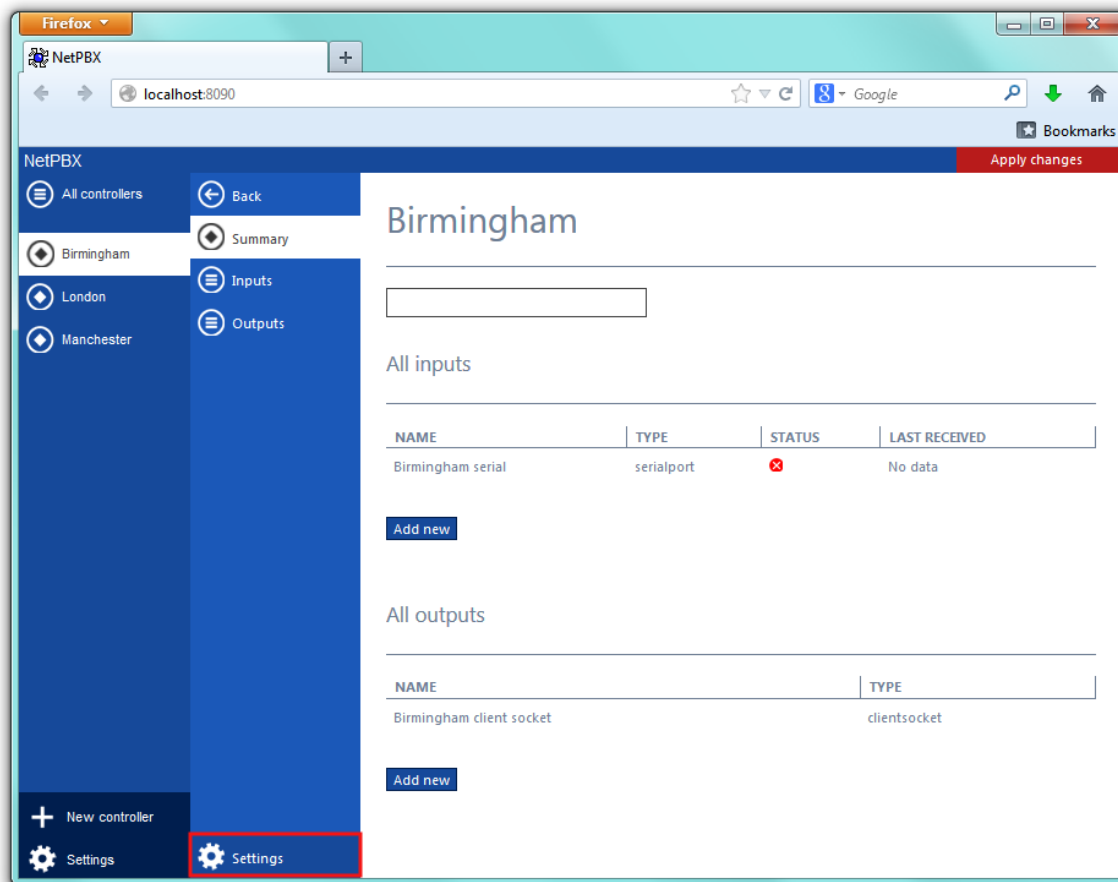 Firefox
NetPBX
localhost:8090
Google
Bookmarks
NetPBX
Apply changes
All controllers
Birmingham
London
Manchester
New controller
Settings
Back
Summary
Inputs
Outputs
Settings
Birmingham
All inputs
NAME TYPE STATUS LAST RECEIVED
Birmingham serial serialport No data
Add new
All outputs
NAME TYPE
Birmingham client socket clientsocket
Add new